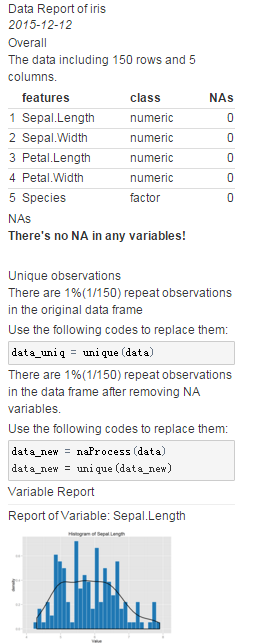 Data Report of iris
2015-12-12
Overall
The data including 150 rows and 5
columns.
features class NAs
1 Sepal.Length numeric 0
2 Sepal.Width numeric 0
3 Petal.Length numeric 0
4 Petal.Width numeric 0
5 Species factor 0
NAs
There's no NA in any variables!
Unique observations
There are 1%(1/150) repeat observations
in the original data frame
Use the following codes to replace them:
data_uniq = unique(data)
There are 1%(1/150) repeat observations
in the data frame after removing NA
variables.
Use the following codes to replace them:
data_new = naProcess(data)
data_new = unique(data_new)
Variable Report
Report of Variable: Sepal.Length
Histogram of Sepal.Length
density
Value